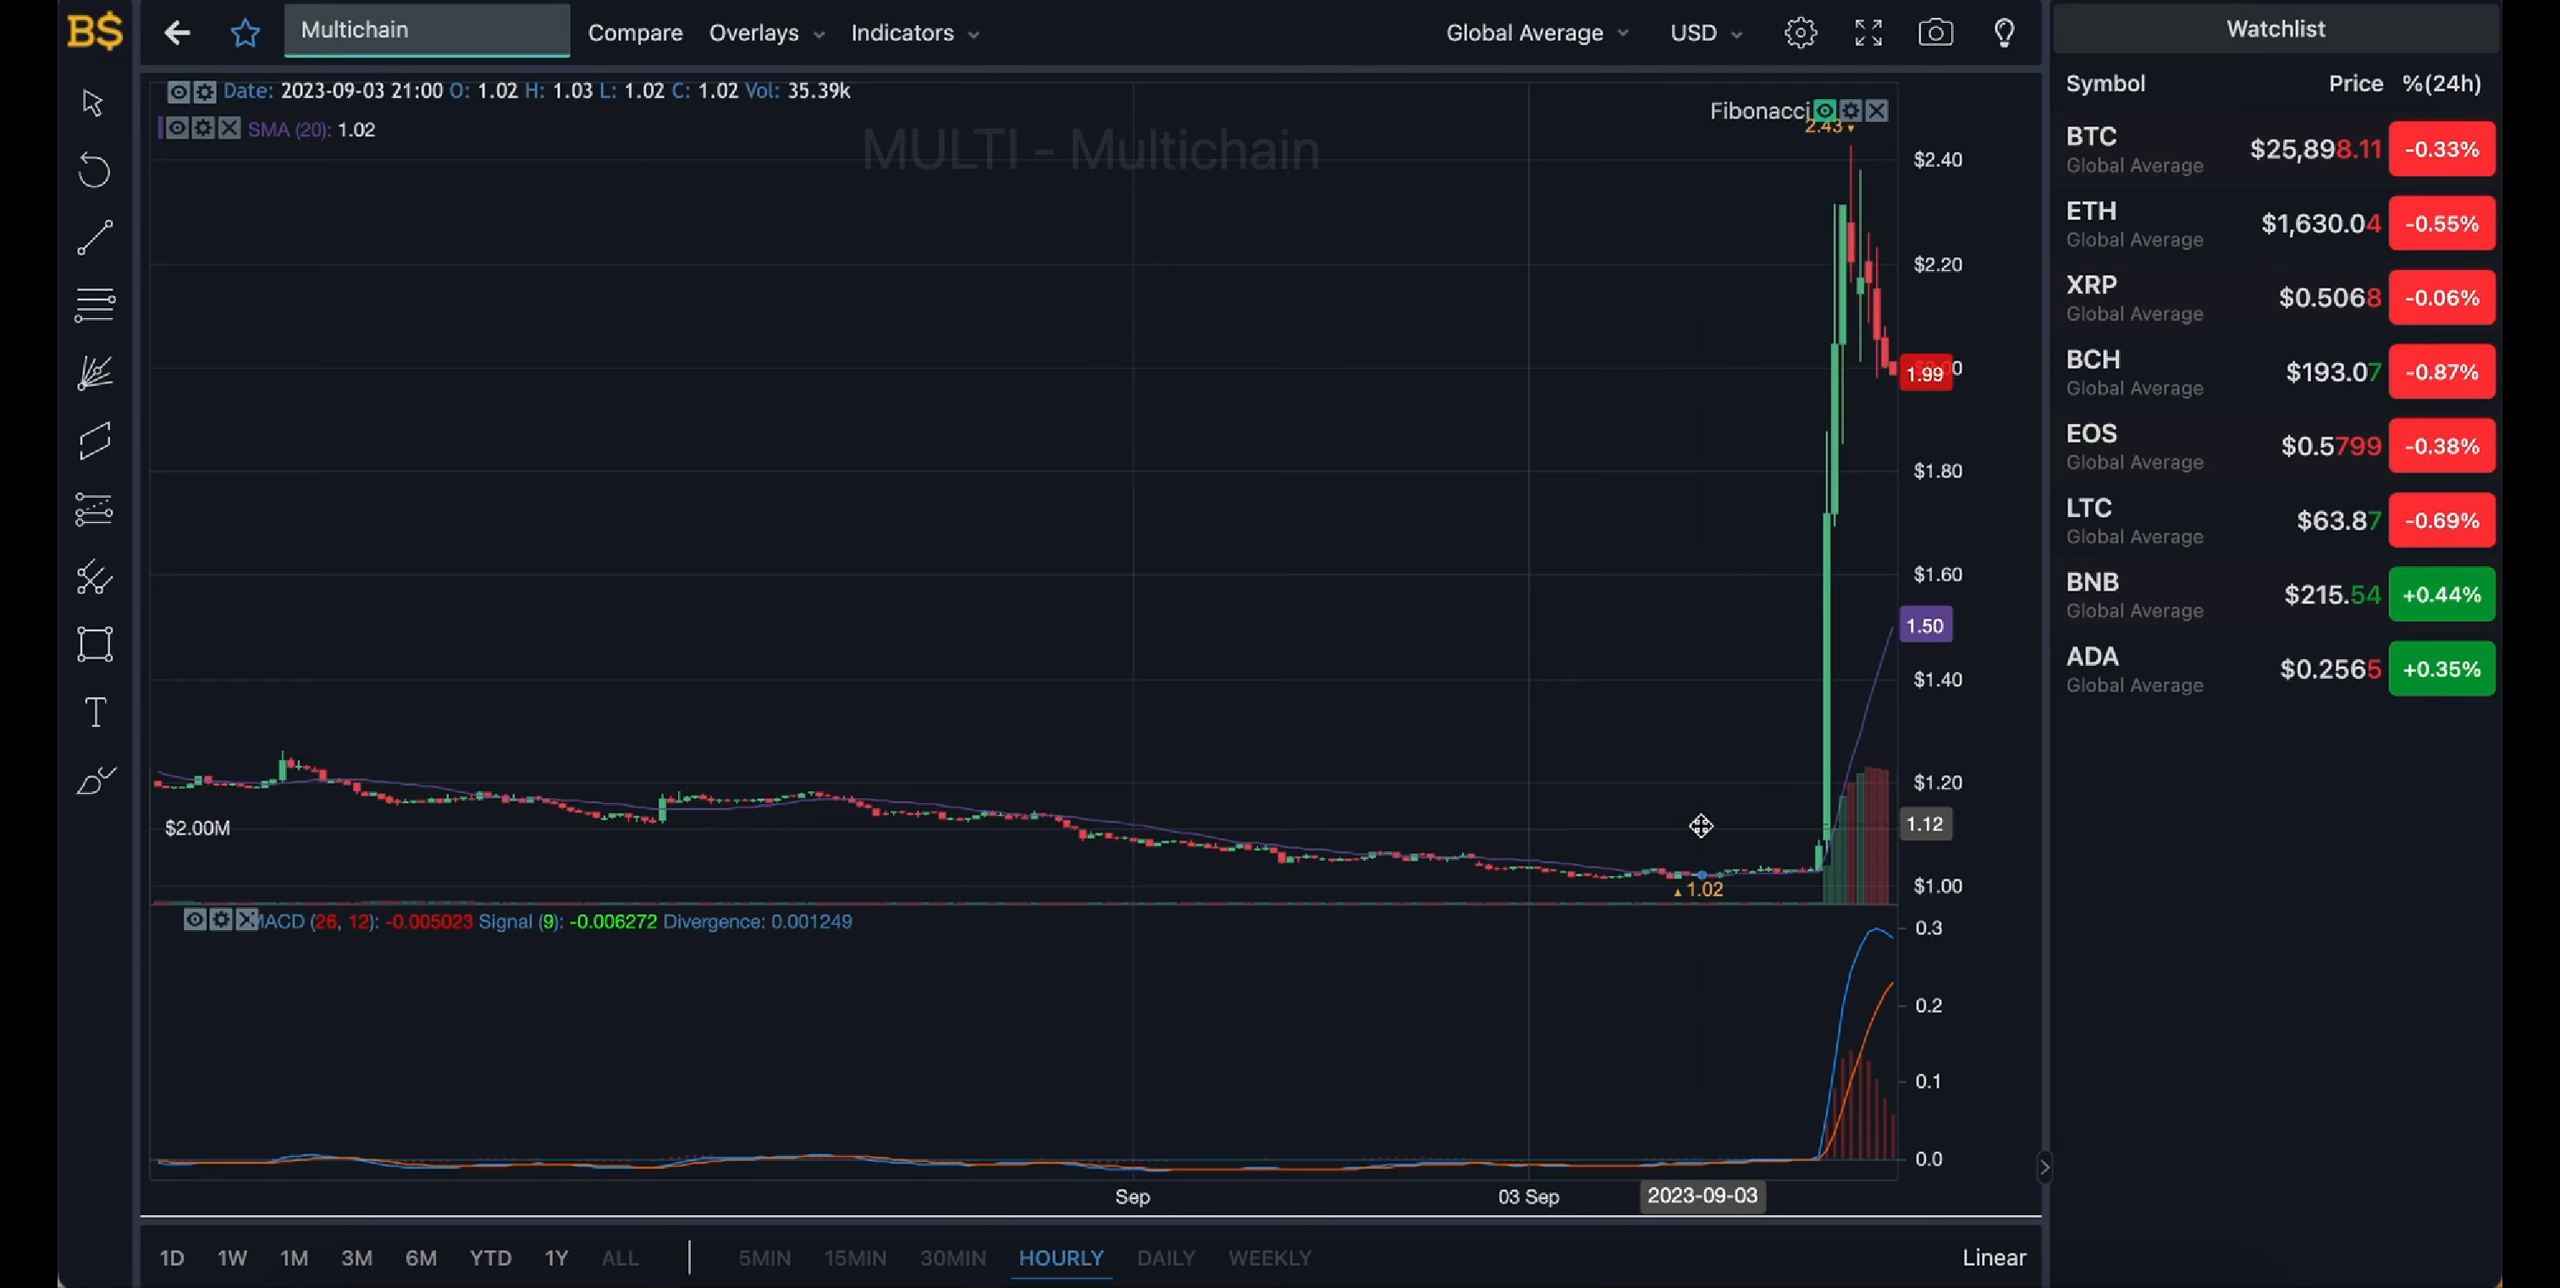 B$
Multichain
Compare
Overlays
Indicators
Global Average
USD
Watchlist
Symbol Price %(24h)
Date: 2023-09-03 21:00 O: 1.02 H: 1.03 L: 1.02 C: 1.02 Vol: 35.39k
SMA (20): 1.02
MULTI - Multichain
Fibonacci
2.43
$2.40
$2.20
1.99
$1.80
$1.60
1.50
$1.40
$1.20
1.12
$1.00
$2.00M
1.02
MACD (26, 12): -0.005023 Signal (9): -0.006272 Divergence: 0.001249
0.3
0.2
0.1
0.0
Sep
03 Sep
2023-09-03
1D 1W 1M 3M 6M YTD 1Y ALL
5MIN 15MIN 30MIN HOURLY DAILY WEEKLY
Linear
BTC $25,898.11 -0.33%
Global Average
ETH $1,630.04 -0.55%
Global Average
XRP $0.5068 -0.06%
Global Average
BCH $193.07 -0.87%
Global Average
EOS $0.5799 -0.38%
Global Average
LTC $63.87 -0.69%
Global Average
BNB $215.54 +0.44%
Global Average
ADA $0.2565 +0.35%
Global Average